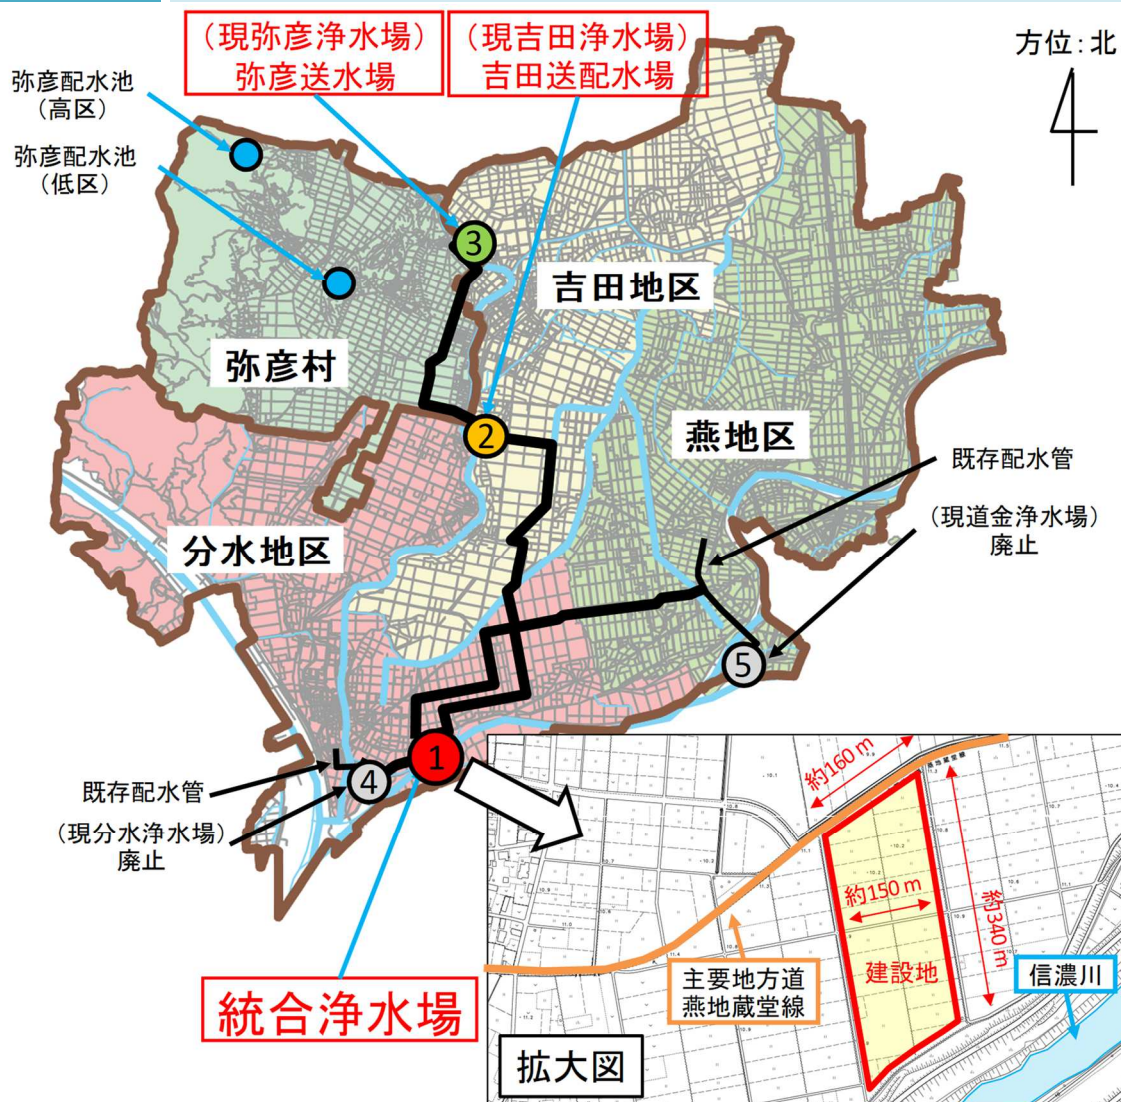 （現弥彦浄水場）
弥彦送水場
（現吉田浄水場）
吉田送配水場
方位：北
弥彦配水池
（高区）
弥彦配水池
（低区）
3
吉田地区
弥彦村
2
燕地区
既存配水管
（現道金浄水場）
廃止
分水地区
5
1
4
既存配水管
（現分水浄水場）
廃止
統合浄水場
約160 m
燕地蔵堂線
約150 m
約340 m
建設地
主要地方道
燕地蔵堂線
信濃川
拡大図